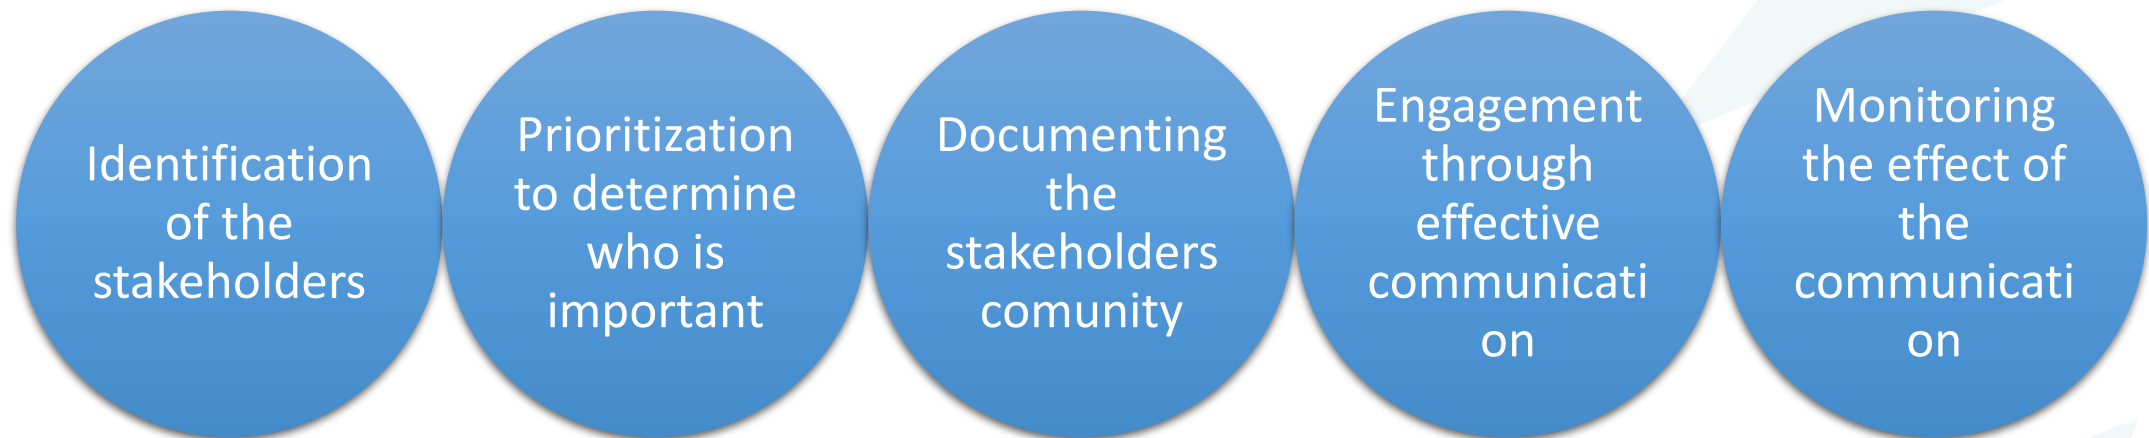 Identification
of the
stakeholders
Prioritization
to determine
who is
important
Documenting
the
stakeholders
comunity
Engagement
through
effective
communicati
on
Monitoring
the effect of
the
communicati
on